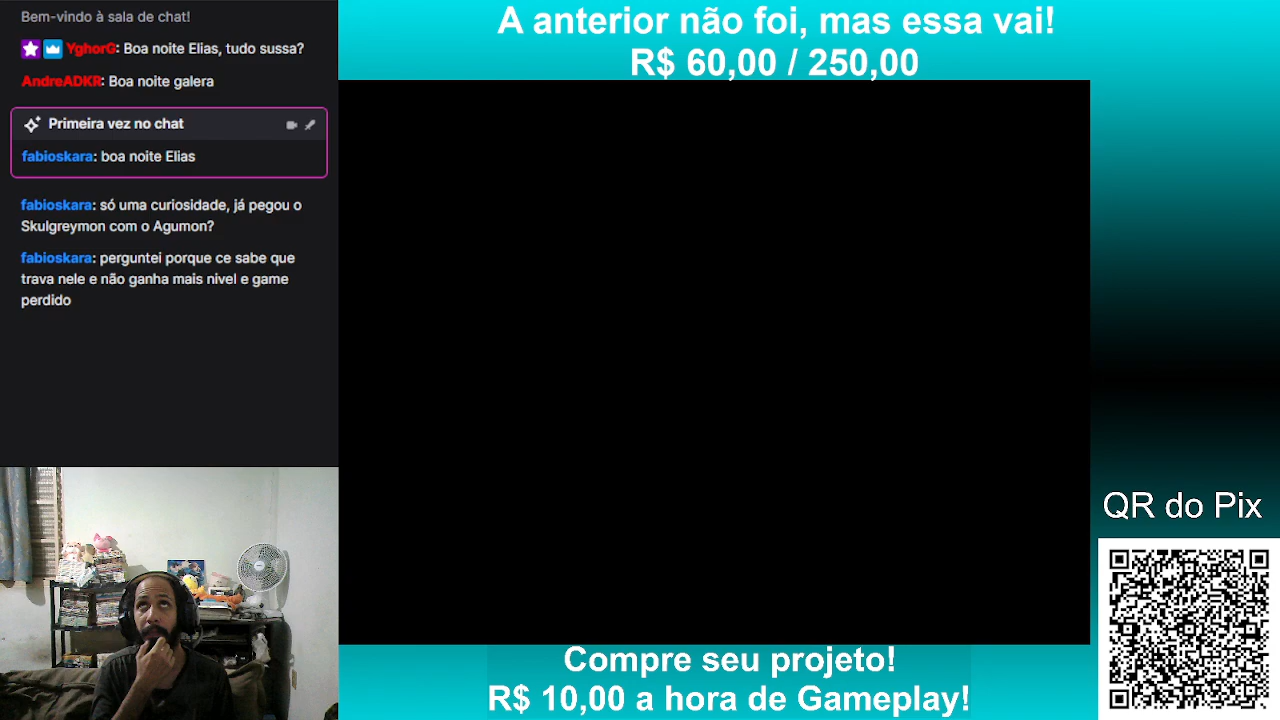 Bem-vindo à sala de chat!
YghorG: Boa noite Elias, tudo sussa?
AndreADKR: Boa noite galera
Primeira vez no chat
fabioskara: boa noite Elias
fabioskara: só uma curiosidade, já pegou o
Skulgreymon com o Agumon?
fabioskara: perguntei porque ce sabe que
trava nele e não ganha mais nivel e game
perdido
A anterior não foi, mas essa vai!
R$ 60,00 / 250,00
QR do Pix
Compre seu projeto!
R$ 10,00 a hora de Gameplay!